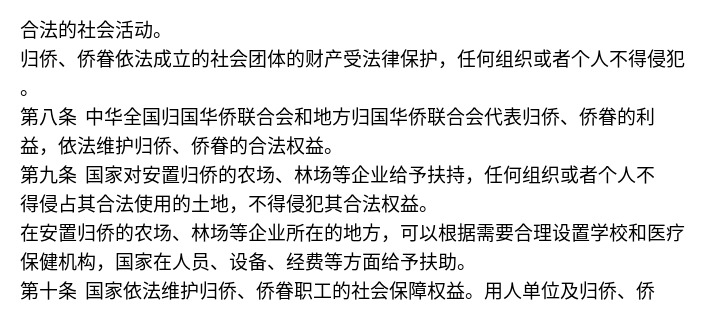 合法的社会活动。
归侨、侨眷依法成立的社会团体的财产受法律保护，任何组织或者个人不得侵犯
。
第八条 中华全国归国华侨联合会和地方归国华侨联合会代表归侨、侨眷的利
益，依法维护归侨、侨眷的合法权益。
第九条 国家对安置归侨的农场、林场等企业给予扶持，任何组织或者个人不
得侵占其合法使用的土地，不得侵犯其合法权益。
在安置归侨的农场、林场等企业所在的地方，可以根据需要合理设置学校和医疗
保健机构，国家在人员、设备、经费等方面给予扶助。
第十条 国家依法维护归侨、侨眷职工的社会保障权益。用人单位及归侨、侨